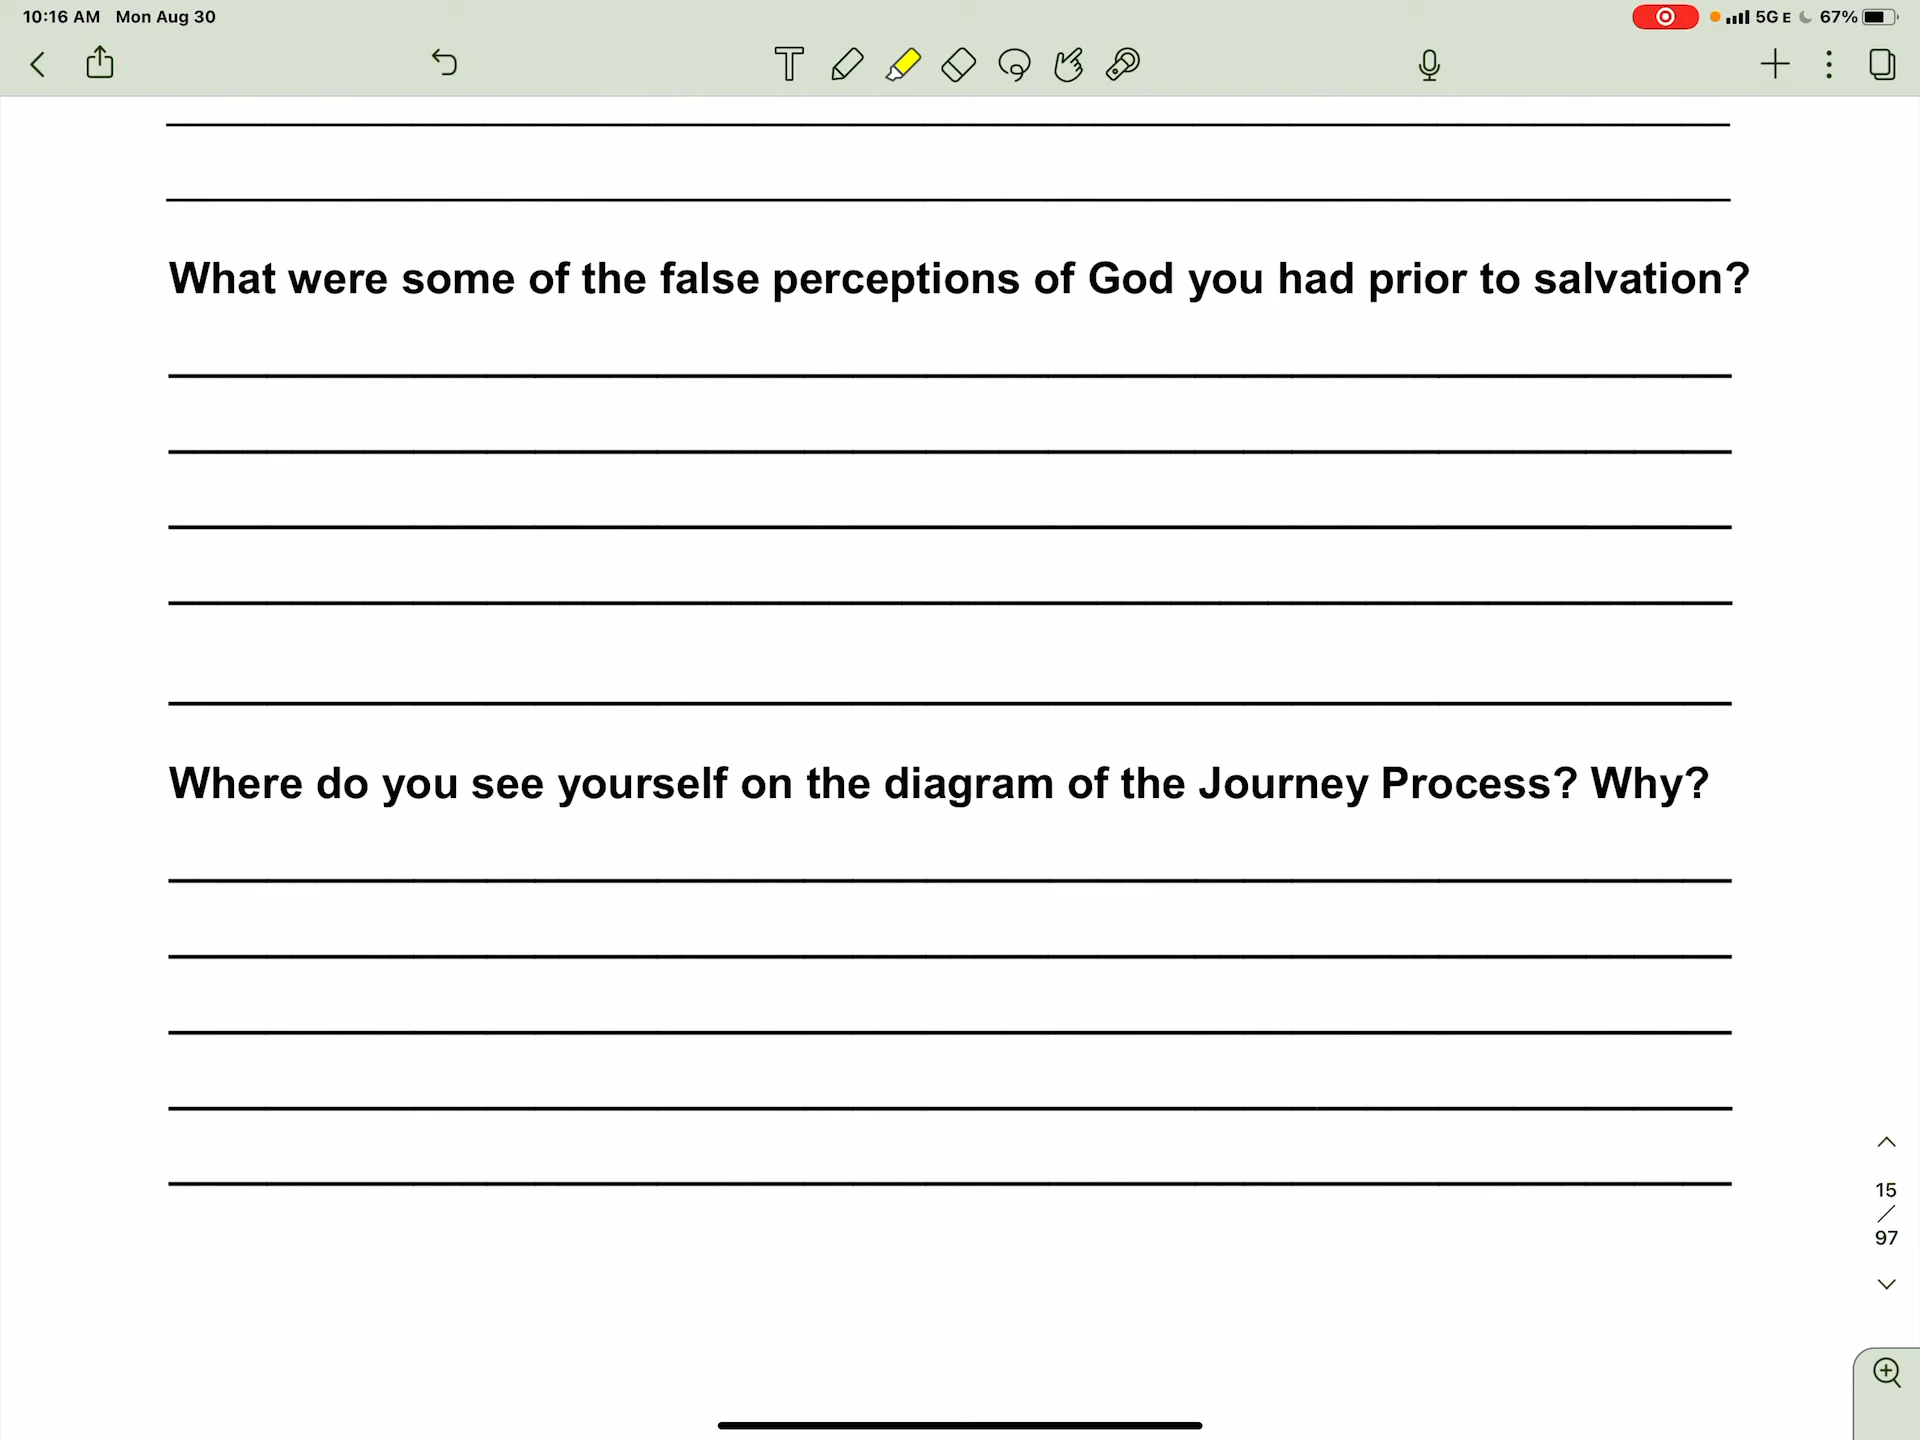 10:16 AM Mon Aug 30
5G E 67%
What were some of the false perceptions of God you had prior to salvation?
Where do you see yourself on the diagram of the Journey Process? Why?
15
/
97